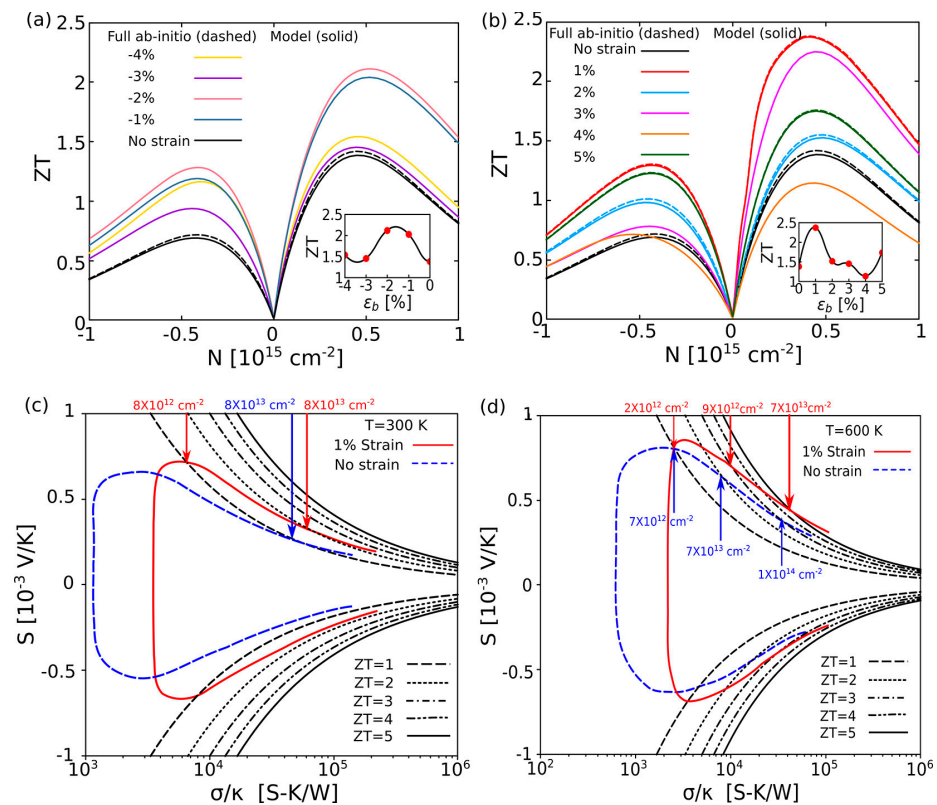 (a)
Full ab-initio (dashed) Model (solid)
-4%
-3%
-2%
-1%
No strain
ZT
2.5
2
1.5
1
0.5
0
-1 -0.5 0 0.5 1
N [10¹⁵ cm⁻²]
ZT
2.5
2
1.5
1
-4 -3 -2 -1 0
εb [%]
(b)
Full ab-initio (dashed) Model (solid)
No strain
1%
2%
3%
4%
5%
ZT
2.5
2
1.5
1
0.5
0
-1 -0.5 0 0.5 1
N [10¹⁵ cm⁻²]
ZT
2.5
2
1.5
1
0 1 2 3 4 5
εb [%]
(c)
8X10¹² cm⁻² 8X10¹³ cm⁻² 8X10¹³ cm⁻²
T=300 K
1% Strain
No strain
S [10⁻³ V/K]
1
0.5
0
-0.5
-1
ZT=1
ZT=2
ZT=3
ZT=4
ZT=5
10³ 10⁴ 10⁵ 10⁶
σ/κ [S-K/W]
(d)
2X10¹² cm⁻² 9X10¹²cm⁻² 7X10¹³cm⁻²
T=600 K
1% Strain
No strain
7X10¹² cm⁻²
7X10¹³ cm⁻²
1X10¹⁴ cm⁻²
S [10⁻³ V/K]
1
0.5
0
-0.5
-1
ZT=1
ZT=2
ZT=3
ZT=4
ZT=5
10² 10³ 10⁴ 10⁵ 10⁶
σ/κ [S-K/W]